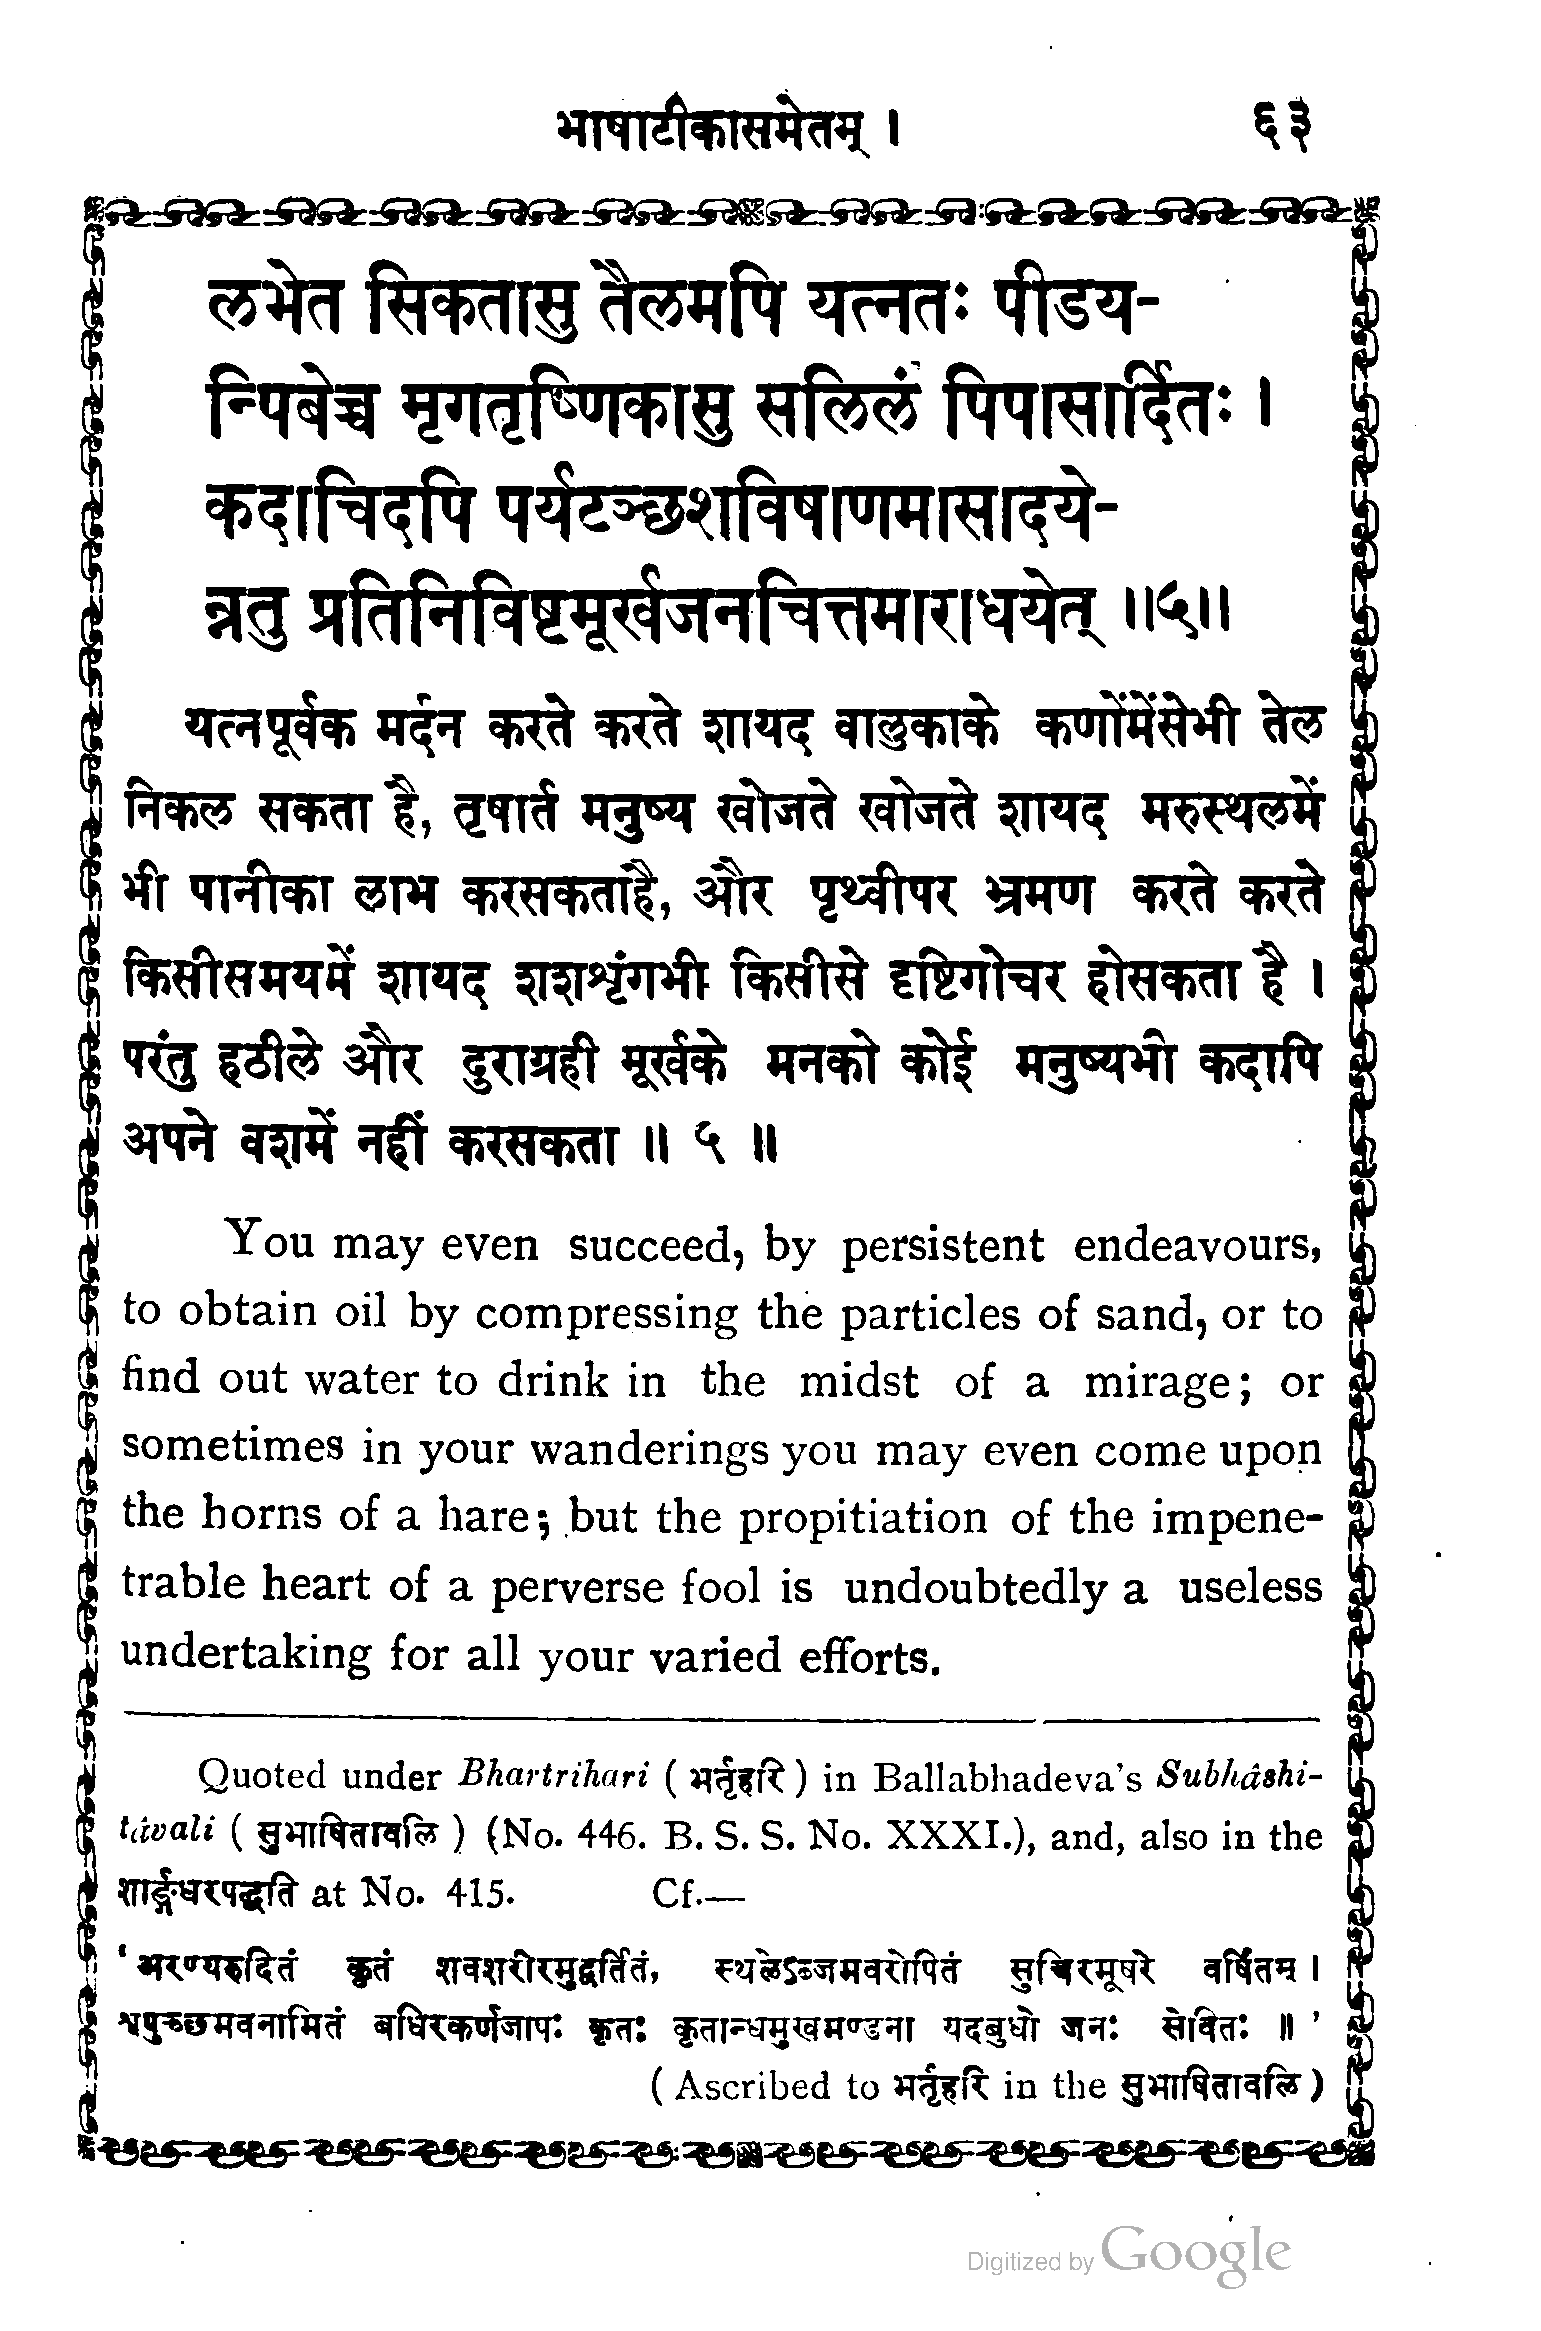 भाषाटीकासमेतम् । ६३
लभेत सिकतासु तैलमपि यत्नतः पीडय-
न्पिबेच्च मृगतृष्णिकासु सलिलं पिपासार्दितः ।
कदाचिदपि पर्यटञ्छशविषाणमासादये-
न्नतु प्रतिनिविष्टमूर्खजनचित्तमाराधयेत् ॥५॥
यत्नपूर्वक मर्दन करते करते शायद वालुकाके कणोंमेंसेभी तेल
निकल सकता है, तृषार्त मनुष्य खोजते खोजते शायद मरुस्थलमें
भी पानीका लाभ करसकताहै, और पृथ्वीपर भ्रमण करते करते
किसीसमयमें शायद शशशृंगभी किसीसे दृष्टिगोचर होसकता है ।
परंतु हठीले और दुराग्रही मूर्खके मनको कोई मनुष्यभी कदापि
अपने वशमें नहीं करसकता ॥ ५ ॥
You may even succeed, by persistent endeavours,
to obtain oil by compressing the particles of sand, or to
find out water to drink in the midst of a mirage; or
sometimes in your wanderings you may even come upon
the horns of a hare; but the propitiation of the impene-
trable heart of a perverse fool is undoubtedly a useless
undertaking for all your varied efforts.
Quoted under Bhartrihari ( भर्तृहरि ) in Ballabhadeva's Subhâshi-
tâvali ( सुभाषितावलि ) (No. 446. B. S. S. No. XXXI.), and, also in the
शार्ङ्गधरपद्धति at No. 415. Cf.—
‘ अरण्यरुदितं कृतं शवशरीरमुद्वर्तितं, स्थलेऽब्जमवरोपितं सुचिरमूषरे वर्षितम् ।
श्वपुच्छमवनामितं बधिरकर्णजापः कृतः कृतान्धमुखमण्डना यदबुधो जनः सेवितः ॥ ’
( Ascribed to भर्तृहरि in the सुभाषितावलि )
Digitized by Google